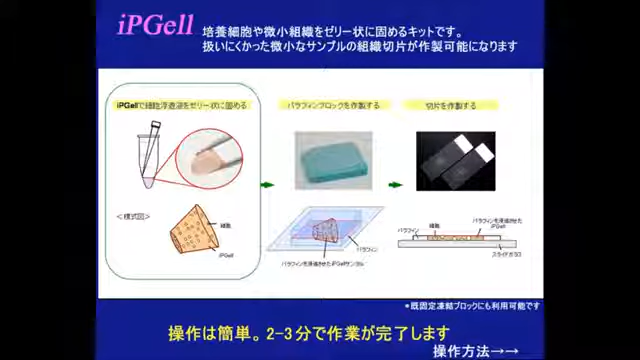 iPGell
培養細胞や微小組織をゼリー状に固めるキットです。
扱いにくかった微小なサンプルの組織切片が作製可能になります
iPGellで細胞浮遊液をゼリー状に固める
パラフィンブロックを作製する
切片を作製する
<模式図>
細胞
iPGell
パラフィン
パラフィンを浸透させたiPGellサンプル
パラフィン
細胞
パラフィンを浸透させた
iPGell
スライドガラス
*既固定凍結ブロックにも利用可能です
操作は簡単。2-3分で作業が完了します
操作方法→→